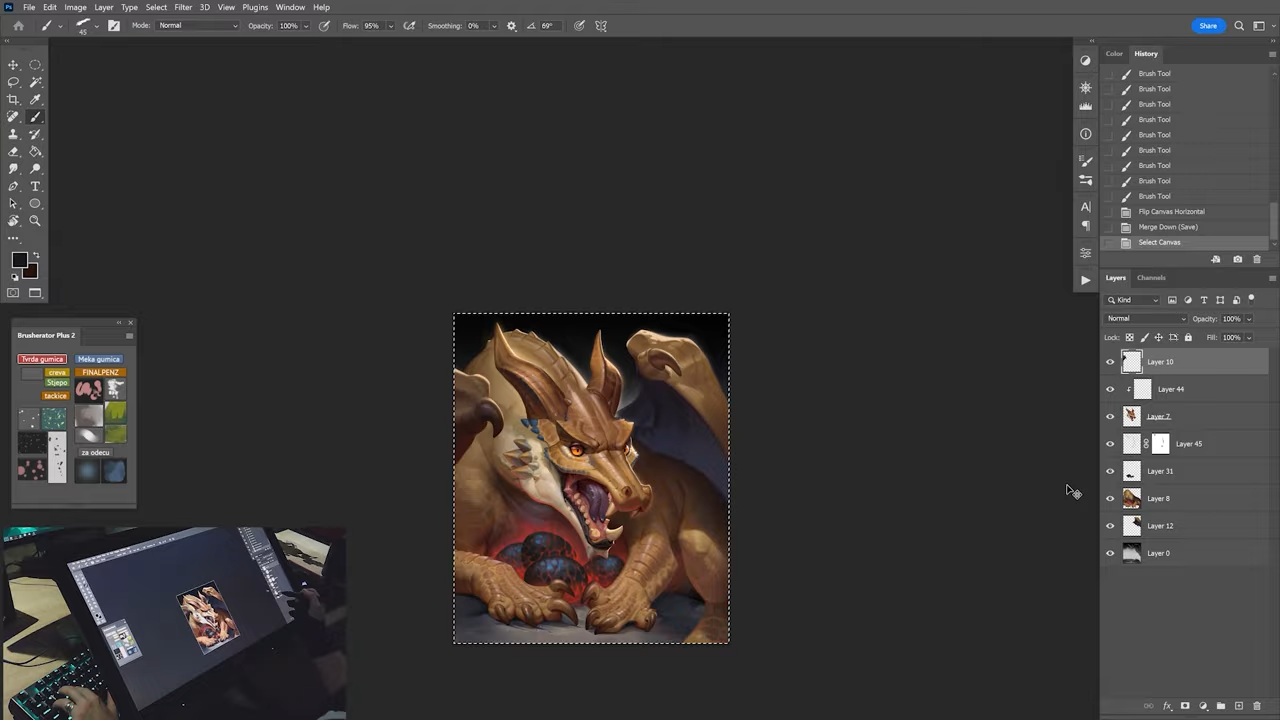 Ps File Edit Image Layer Type Select Filter 3D View Plugins Window Help
45 Mode: Normal Opacity: 100% Flow: 95% Smoothing: 0% 69° Share
Color History
Brush Tool
Brush Tool
Brush Tool
Brush Tool
Brush Tool
Brush Tool
Brush Tool
Brush Tool
Brush Tool
Flip Canvas Horizontal
Merge Down (Save)
Select Canvas
Layers Channels
Kind
Normal Opacity: 100%
Lock: Fill: 100%
Layer 10
Layer 44
Layer 7
Layer 45
Layer 31
Layer 8
Layer 12
Layer 0
Brusherator Plus 2
Tvrda gumica Meka gumica
creva FINALPENZ
Stjepo
tackice
za odecu